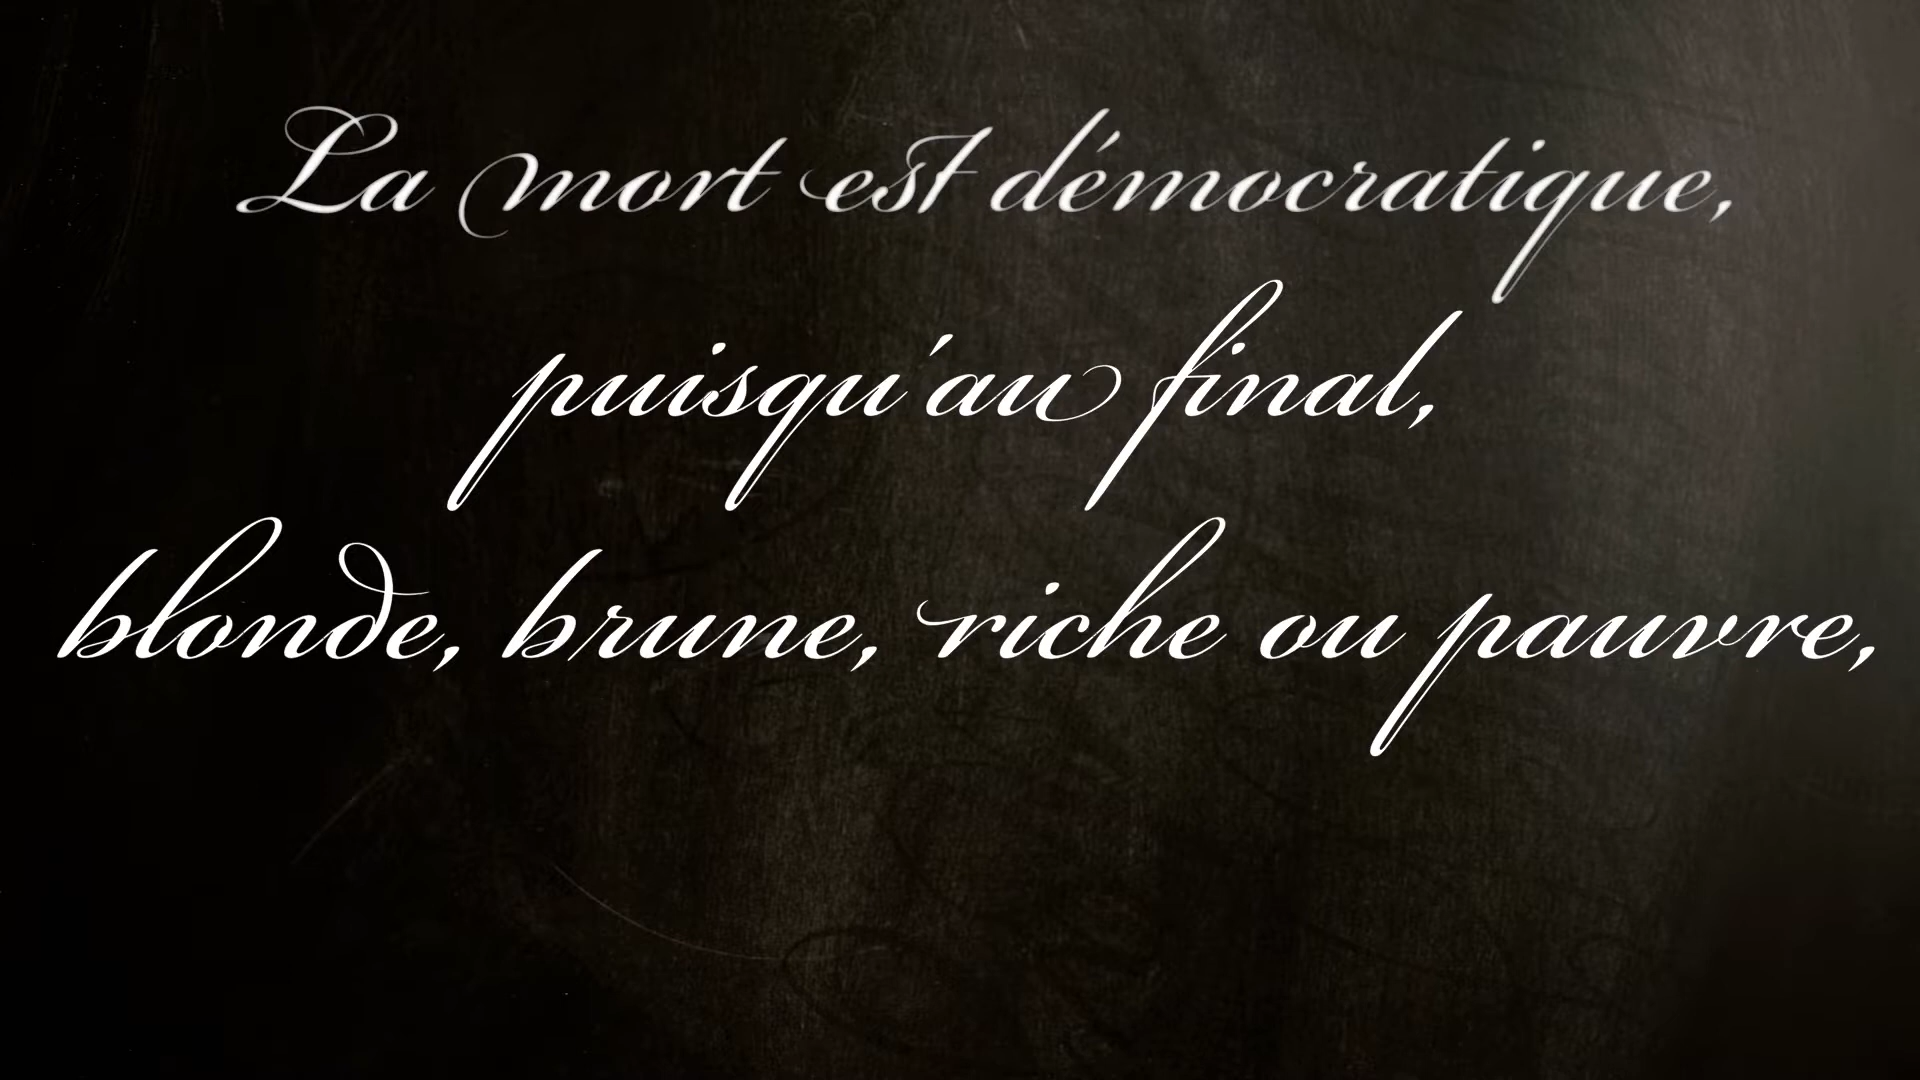 La mort est démocratique,
puisqu'au final,
blonde, brune, riche ou pauvre,